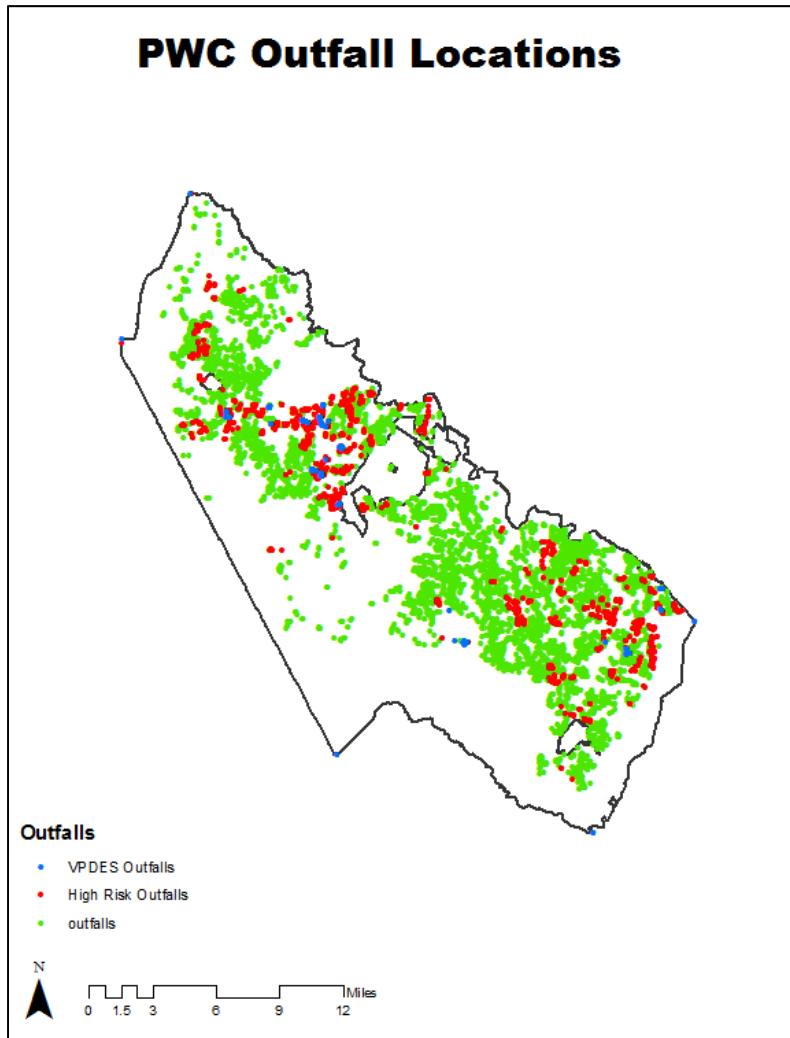 PWC Outfall Locations
Outfalls
VPDES Outfalls
High Risk Outfalls
outfalls
N
Miles
0 1.5 3 6 9 12